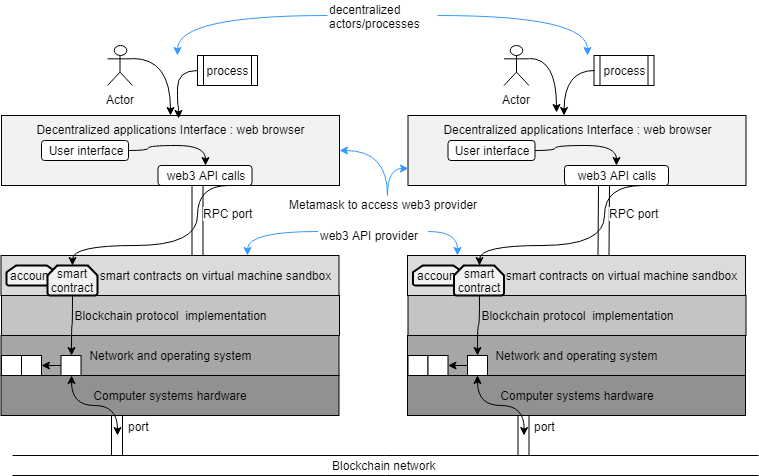 decentralized
actors/processes
process
process
Actor
Actor
Decentralized applications Interface : web browser
Decentralized applications Interface : web browser
User interface
User interface
web3 API calls
web3 API calls
Metamask to access web3 provider
RPC port
RPC port
web3 API provider
accoun
smart
contract
smart contracts on virtual machine sandbox
accoun
smart
contract
smart contracts on virtual machine sandbox
Blockchain protocol implementation
Blockchain protocol implementation
Network and operating system
Network and operating system
Computer systems hardware
Computer systems hardware
port
port
Blockchain network